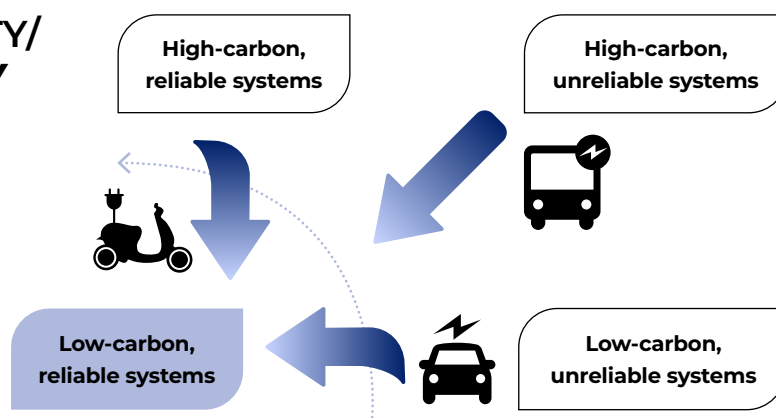 High-carbon,
reliable systems
High-carbon,
unreliable systems
Low-carbon,
reliable systems
Low-carbon,
unreliable systems